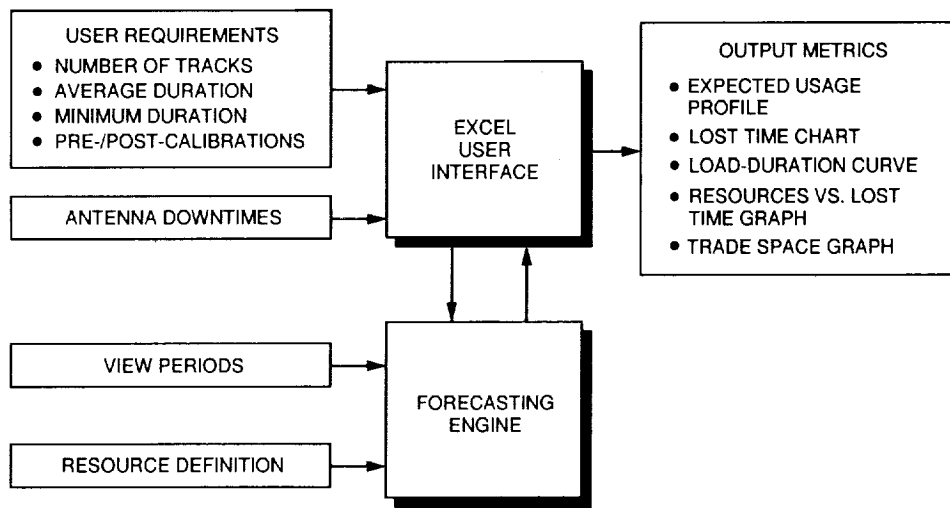 USER REQUIREMENTS
● NUMBER OF TRACKS
● AVERAGE DURATION
● MINIMUM DURATION
● PRE-/POST-CALIBRATIONS
ANTENNA DOWNTIMES
VIEW PERIODS
RESOURCE DEFINITION
EXCEL
USER
INTERFACE
FORECASTING
ENGINE
OUTPUT METRICS
● EXPECTED USAGE
PROFILE
● LOST TIME CHART
● LOAD-DURATION CURVE
● RESOURCES VS. LOST
TIME GRAPH
● TRADE SPACE GRAPH